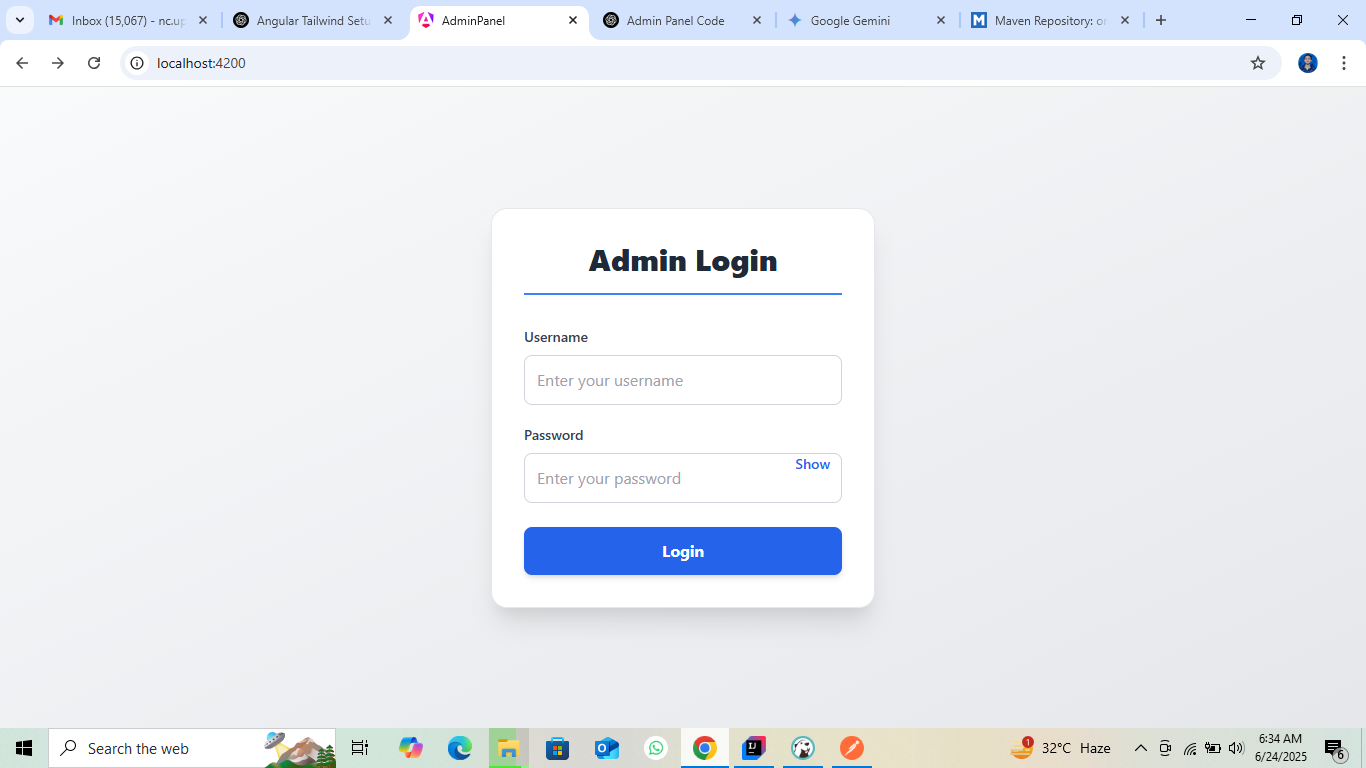 Inbox (15,067) - nc.up
Angular Tailwind Setu
AdminPanel
Admin Panel Code
Google Gemini
Maven Repository: or
localhost:4200
Admin Login
Username
Enter your username
Password
Enter your password
Show
Login
Search the web
1
32°C Haze
6:34 AM
6/24/2025
6